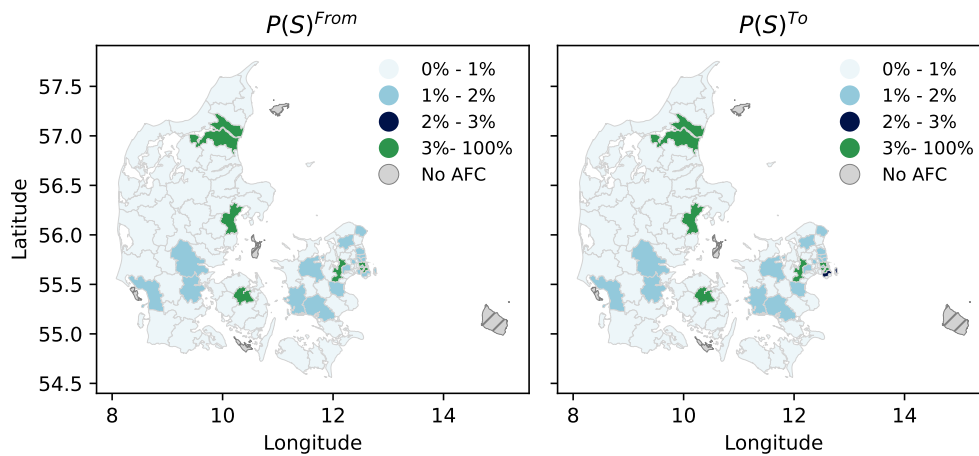 P(S)^From
P(S)^To
0% - 1%
1% - 2%
2% - 3%
3%- 100%
No AFC
0% - 1%
1% - 2%
2% - 3%
3%- 100%
No AFC
57.5
57.0
56.5
56.0
55.5
55.0
54.5
Latitude
8
10
12
14
8
10
12
14
Longitude
Longitude